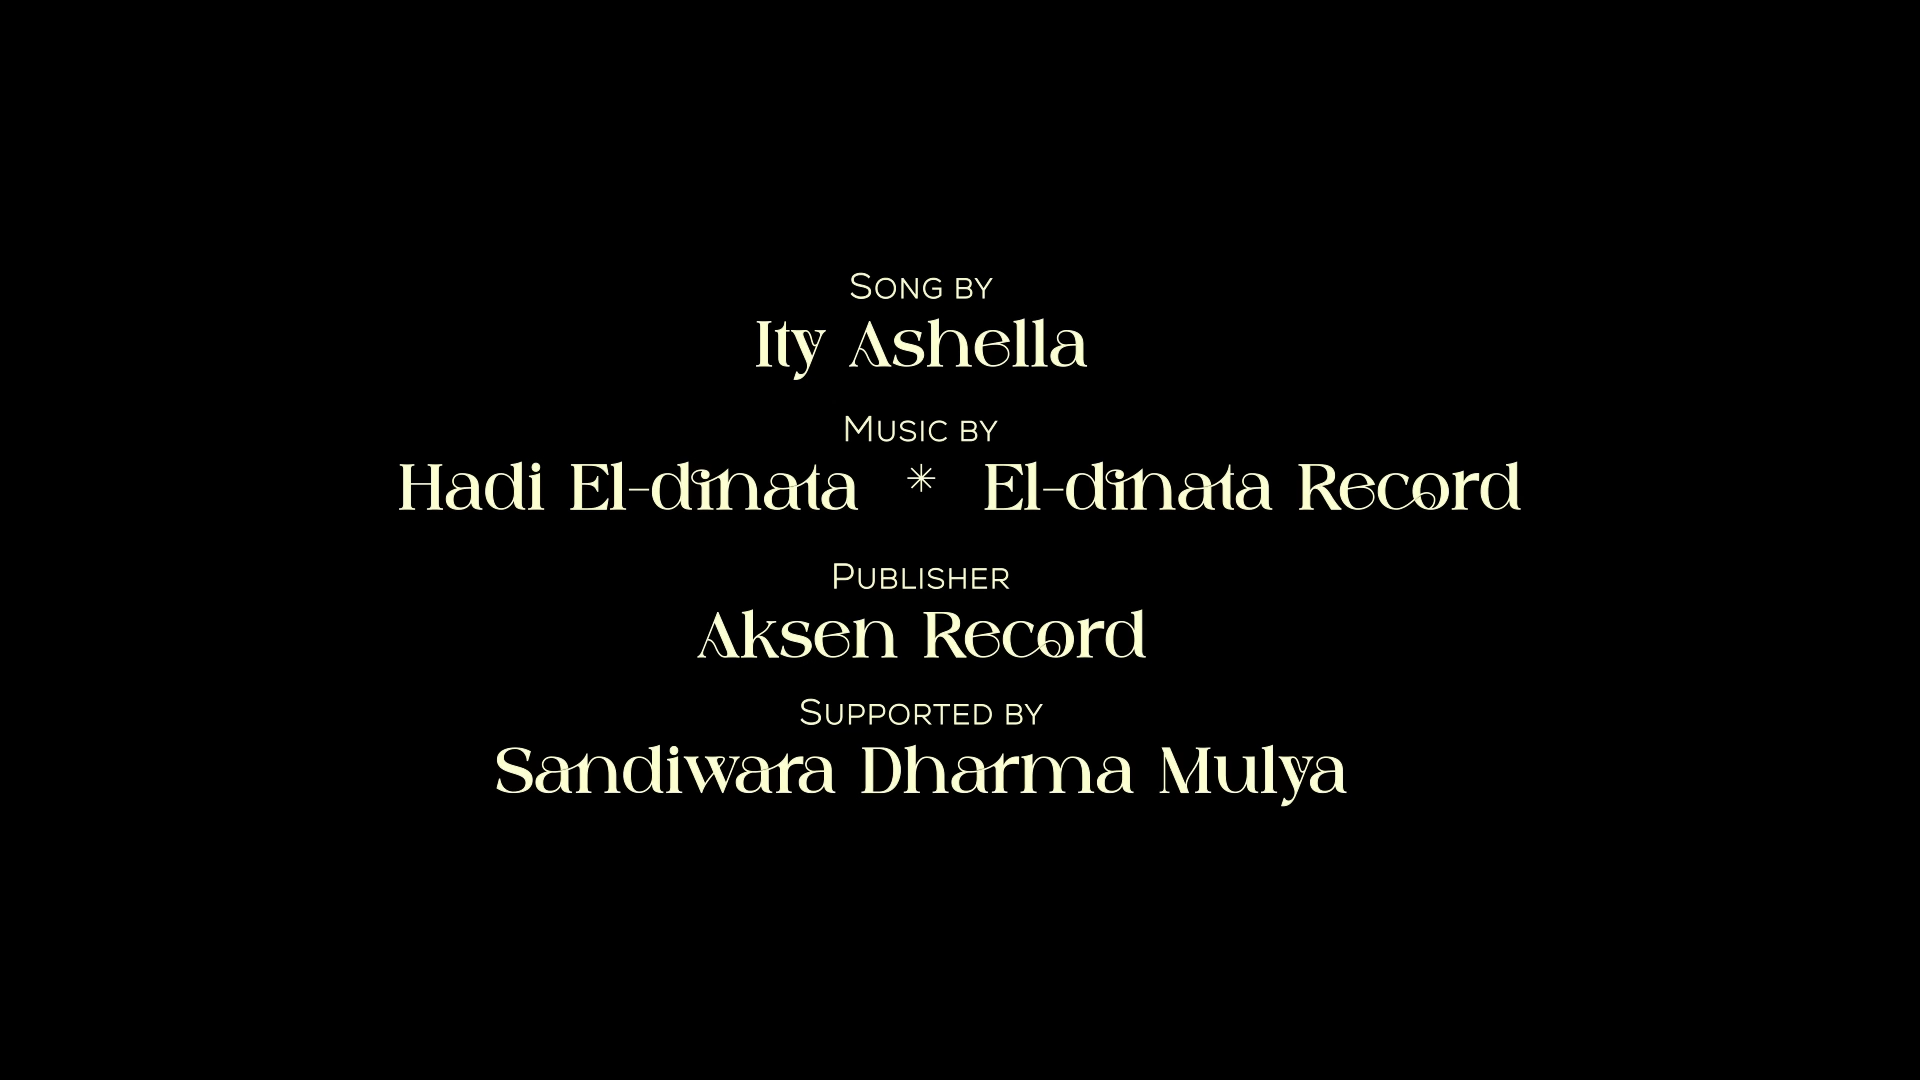 Song by
Ity Ashella
Music by
Hadi El-dinata * El-dinata Record
Publisher
Aksen Record
Supported by
Sandiwara Dharma Mulya